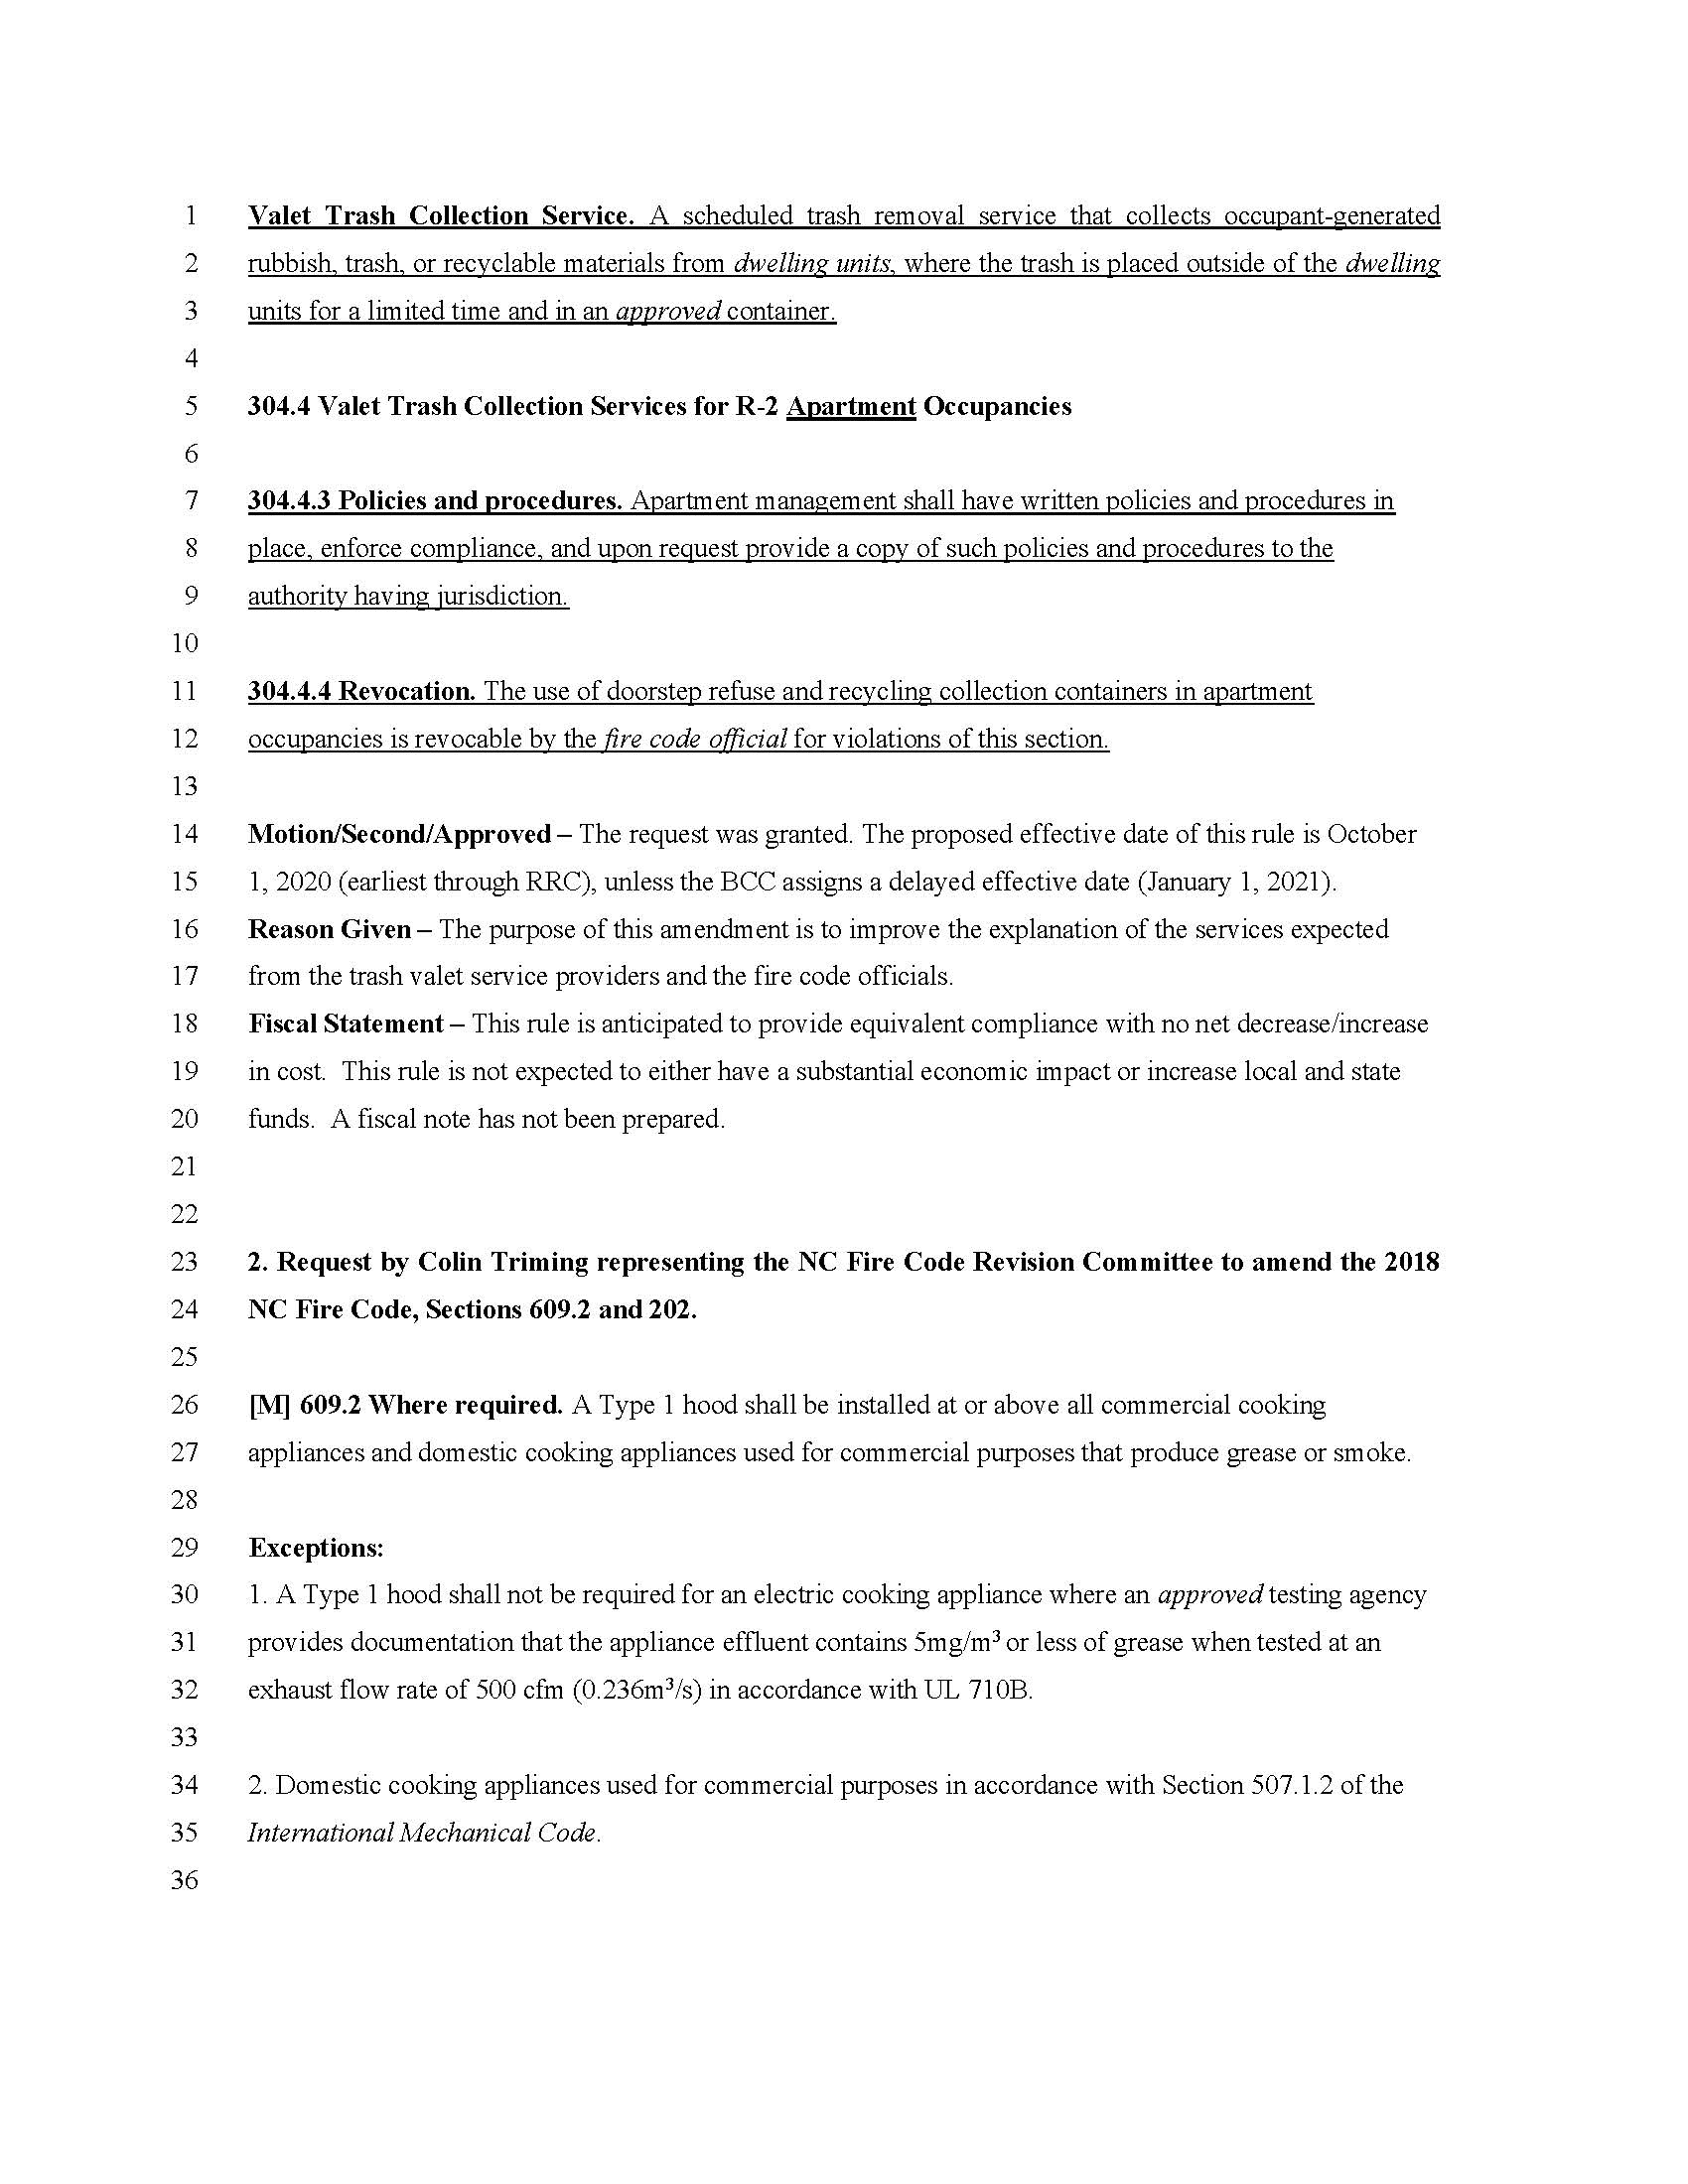 1 Valet Trash Collection Service. A scheduled trash removal service that collects occupant-generated
2 rubbish, trash, or recyclable materials from dwelling units, where the trash is placed outside of the dwelling
3 units for a limited time and in an approved container.
4
5 304.4 Valet Trash Collection Services for R-2 Apartment Occupancies
6
7 304.4.3 Policies and procedures. Apartment management shall have written policies and procedures in
8 place, enforce compliance, and upon request provide a copy of such policies and procedures to the
9 authority having jurisdiction.
10
11 304.4.4 Revocation. The use of doorstep refuse and recycling collection containers in apartment
12 occupancies is revocable by the fire code official for violations of this section.
13
14 Motion/Second/Approved – The request was granted. The proposed effective date of this rule is October
15 1, 2020 (earliest through RRC), unless the BCC assigns a delayed effective date (January 1, 2021).
16 Reason Given – The purpose of this amendment is to improve the explanation of the services expected
17 from the trash valet service providers and the fire code officials.
18 Fiscal Statement – This rule is anticipated to provide equivalent compliance with no net decrease/increase
19 in cost.  This rule is not expected to either have a substantial economic impact or increase local and state
20 funds.  A fiscal note has not been prepared.
21
22
23 2. Request by Colin Triming representing the NC Fire Code Revision Committee to amend the 2018
24 NC Fire Code, Sections 609.2 and 202.
25
26 [M] 609.2 Where required. A Type 1 hood shall be installed at or above all commercial cooking
27 appliances and domestic cooking appliances used for commercial purposes that produce grease or smoke.
28
29 Exceptions:
30 1. A Type 1 hood shall not be required for an electric cooking appliance where an approved testing agency
31 provides documentation that the appliance effluent contains 5mg/m³ or less of grease when tested at an
32 exhaust flow rate of 500 cfm (0.236m³/s) in accordance with UL 710B.
33
34 2. Domestic cooking appliances used for commercial purposes in accordance with Section 507.1.2 of the
35 International Mechanical Code.
36